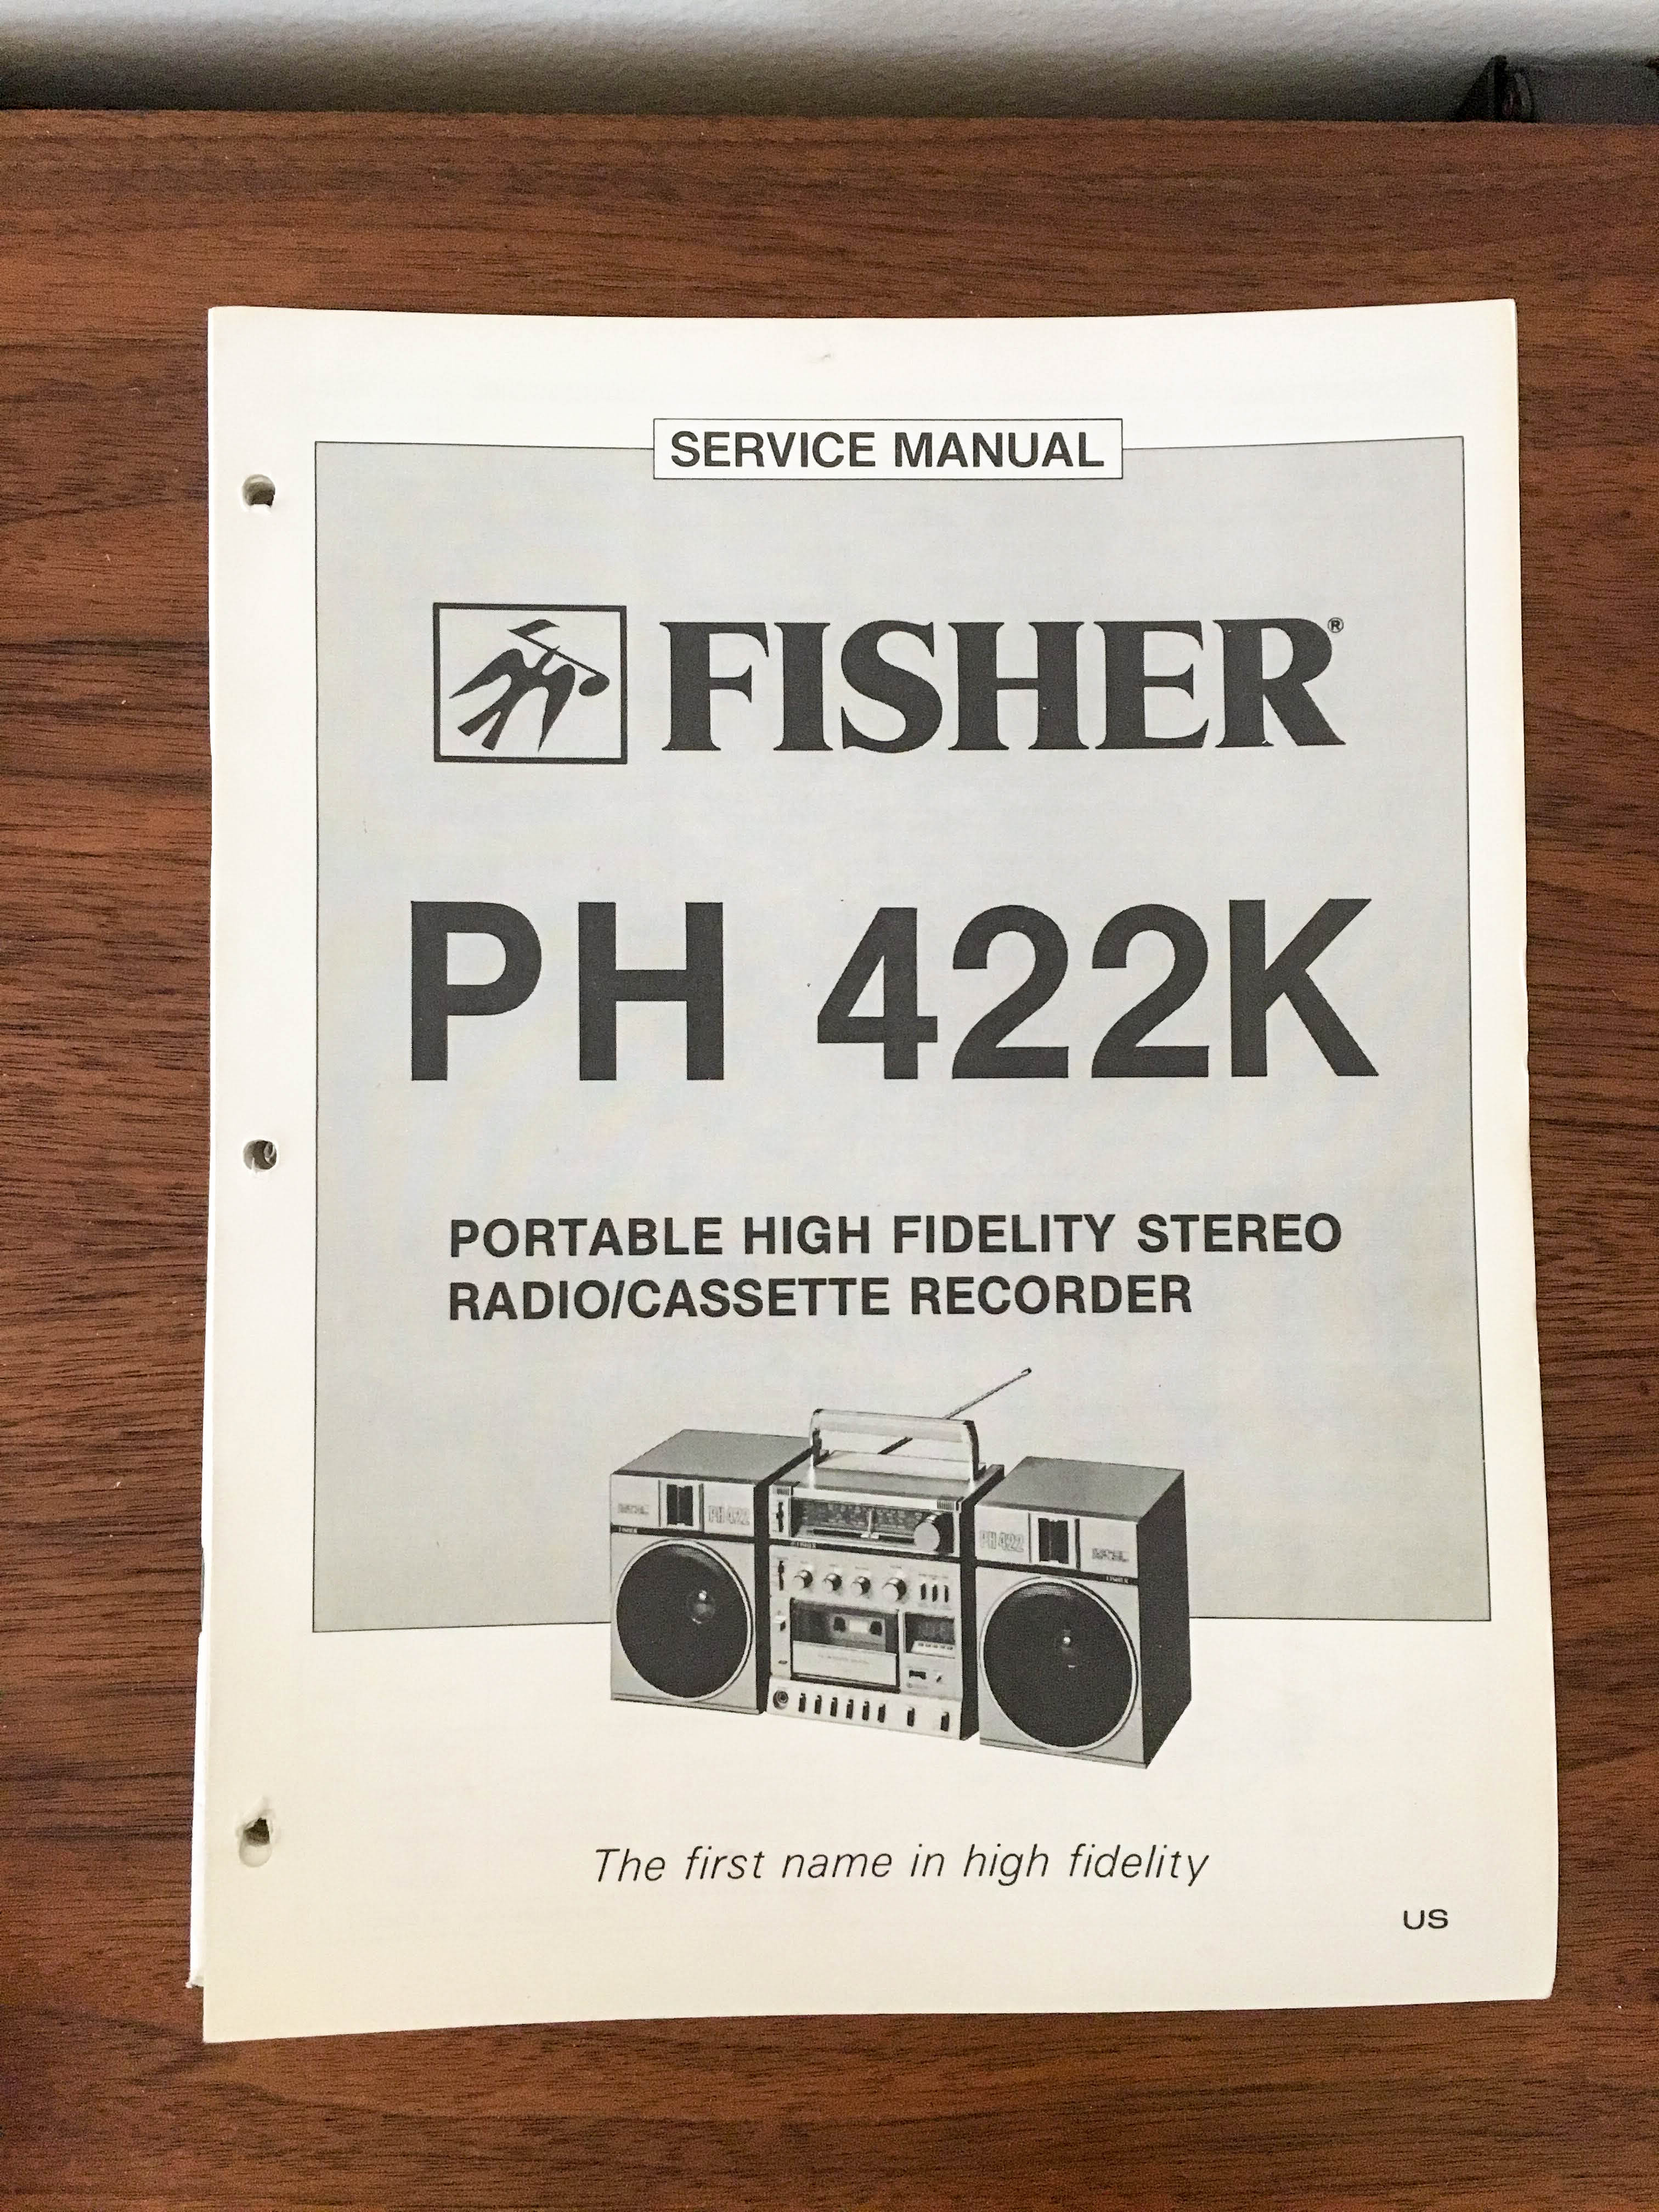 SERVICE MANUAL
FISHER®
PH 422K
PORTABLE HIGH FIDELITY STEREO
RADIO/CASSETTE RECORDER
PH 422
PH 422
FISHER
The first name in high fidelity
US